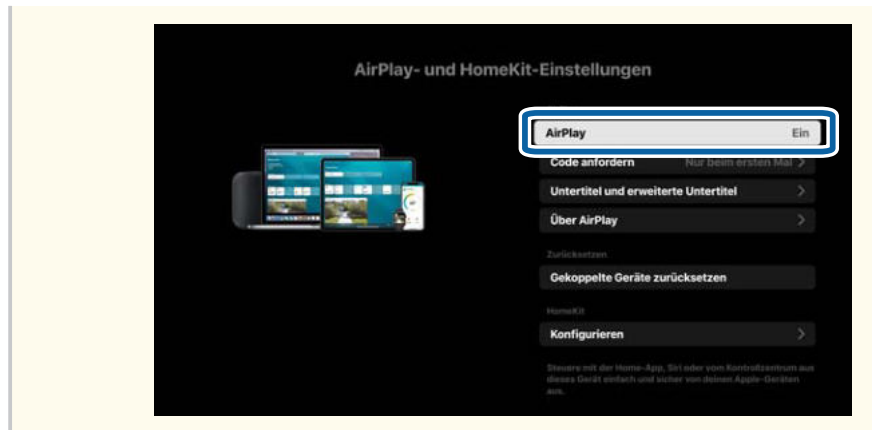 AirPlay- und HomeKit-Einstellungen
AirPlay Ein
Code anfordern Nur beim ersten Mal >
Untertitel und erweiterte Untertitel >
Über AirPlay >
Zurücksetzen
Gekoppelte Geräte zurücksetzen
HomeKit
Konfigurieren >
Steuere mit der Home-App, Siri oder vom Kontrollzentrum aus
dieses Gerät einfach und sicher von deinen Apple-Geräten
aus.